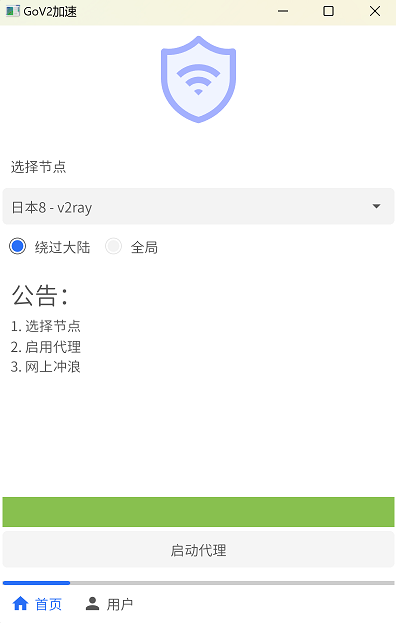 GoV2加速
选择节点
日本8 - v2ray
绕过大陆 全局
公告：
1. 选择节点
2. 启用代理
3. 网上冲浪
启动代理
首页 用户